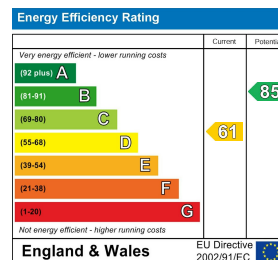 Energy Efficiency Rating
Current
Very energy efficient - lower running costs
(92 plus) A
(81-91) B
85
(69-80) C
61
(55-68) D
(39-54) E
(21-38) F
(1-20) G
Not energy efficient - higher running costs
England & Wales
EU Directive
2002/91/EC